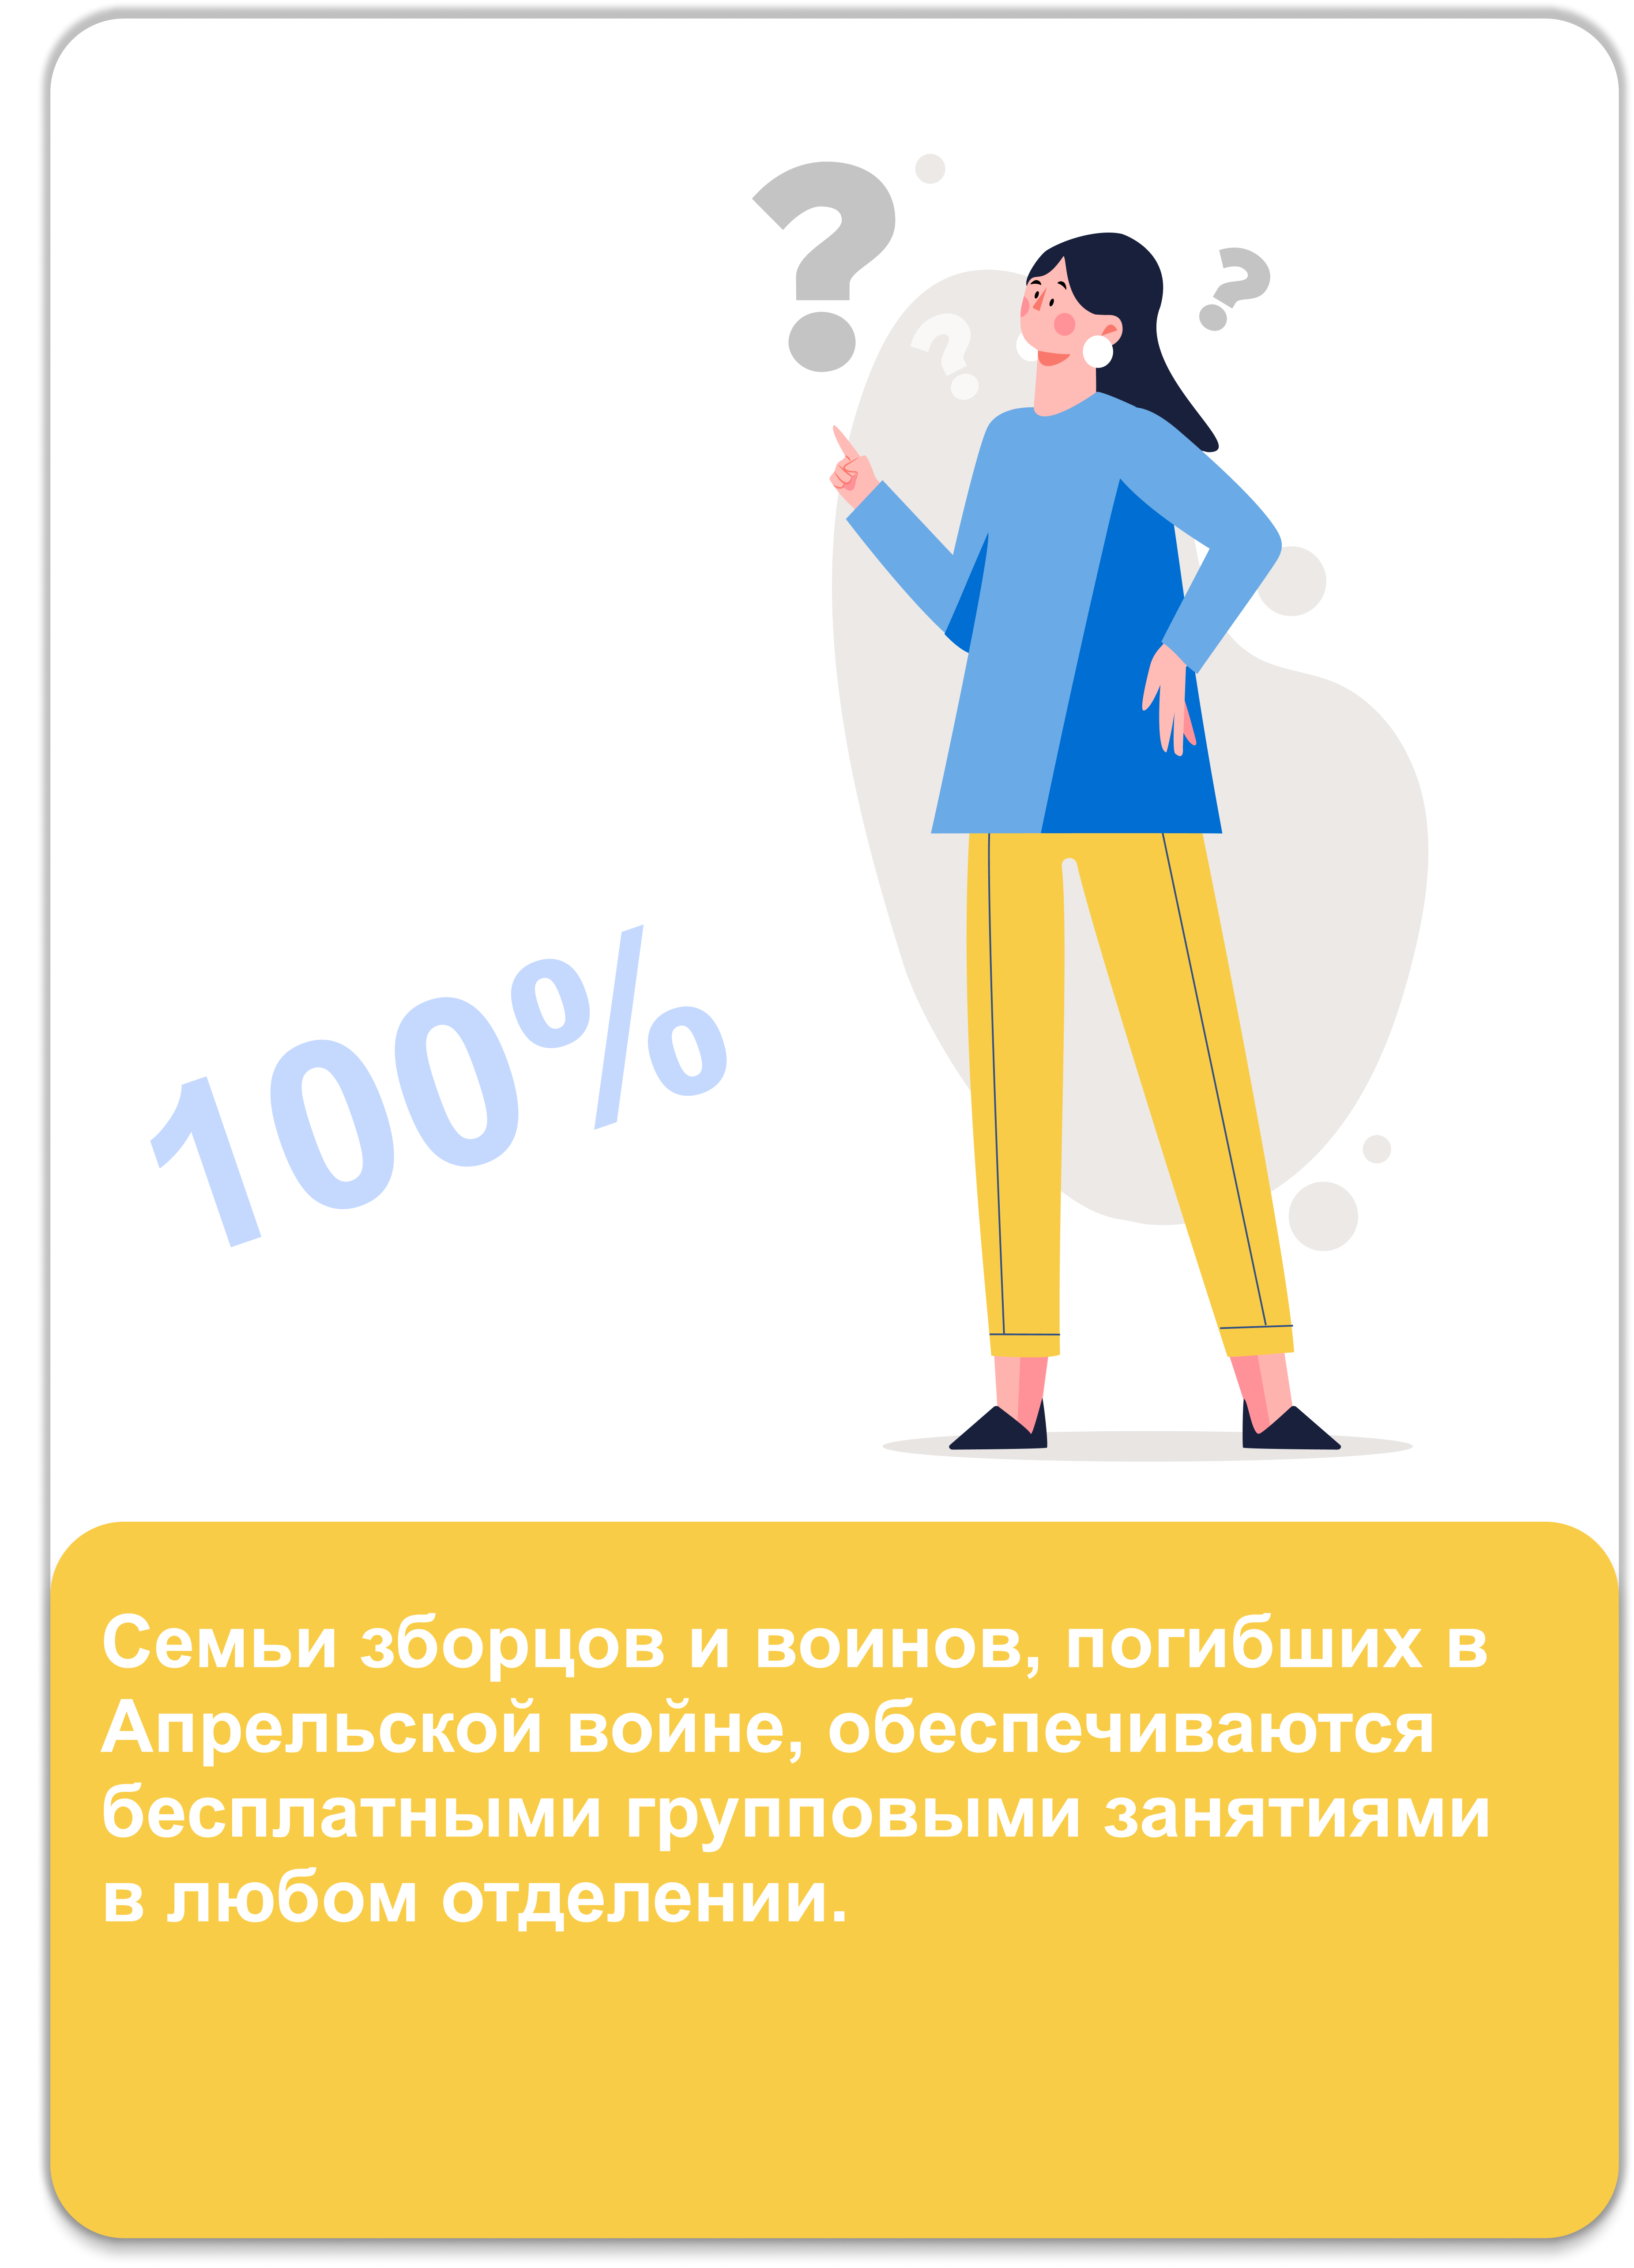 ?
?
?
100%
Семьи зборцов и воинов, погибших в
Апрельской войне, обеспечиваются
бесплатными групповыми занятиями
в любом отделении.